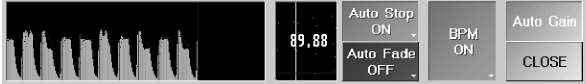 89.88
Auto Stop
ON
Auto Fade
OFF
BPM
ON
Auto Gain
CLOSE